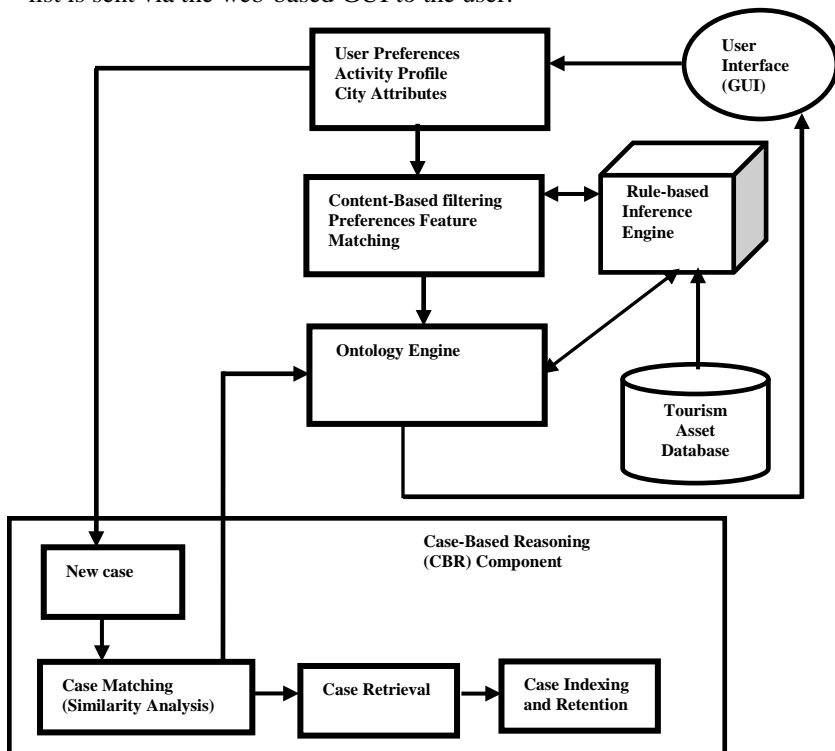 list is sent via the web-based GUI to the user.
User Preferences
Activity Profile
City Attributes
User
Interface
(GUI)
Content-Based filtering
Preferences Feature
Matching
Rule-based
Inference
Engine
Ontology Engine
Tourism
Asset
Database
Case-Based Reasoning
(CBR) Component
New case
Case Matching
(Similarity Analysis)
Case Retrieval
Case Indexing
and Retention